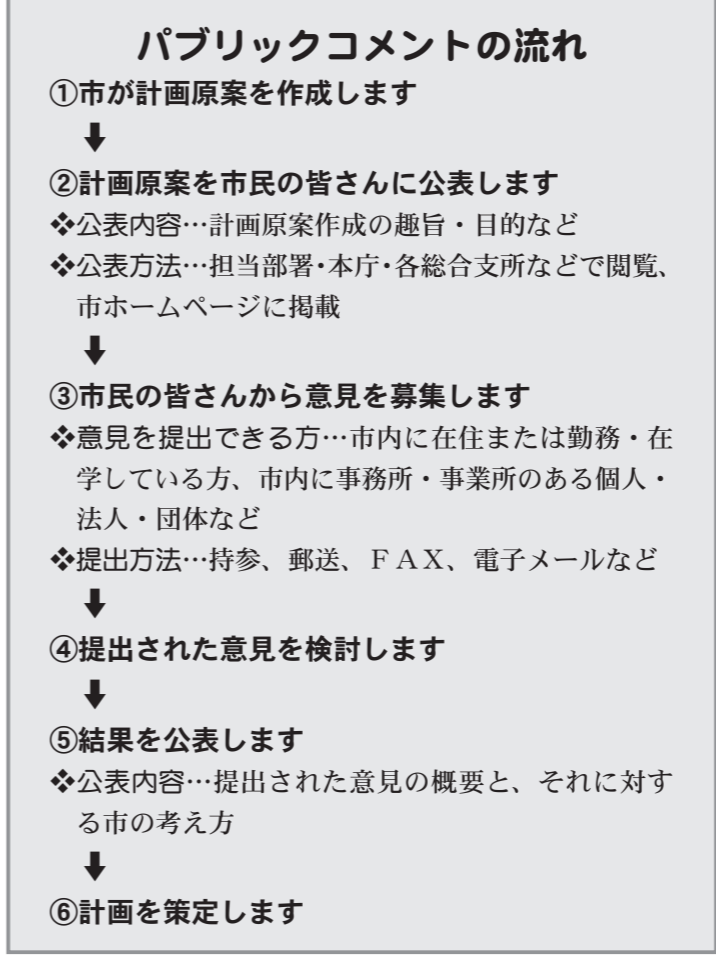 パブリックコメントの流れ
①市が計画原案を作成します
⬇
②計画原案を市民の皆さんに公表します
❖公表内容…計画原案作成の趣旨・目的など
❖公表方法…担当部署・本庁・各総合支所などで閲覧、
市ホームページに掲載
⬇
③市民の皆さんから意見を募集します
❖意見を提出できる方…市内に在住または勤務・在
学している方、市内に事務所・事業所のある個人・
法人・団体など
❖提出方法…持参、郵送、ＦＡＸ、電子メールなど
⬇
④提出された意見を検討します
⬇
⑤結果を公表します
❖公表内容…提出された意見の概要と、それに対す
る市の考え方
⬇
⑥計画を策定します